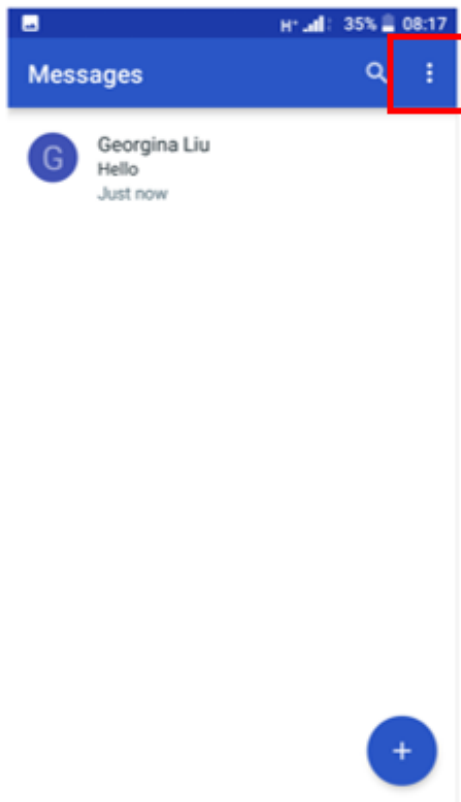 H+ 35% 08:17
Messages
G
Georgina Liu
Hello
Just now
+